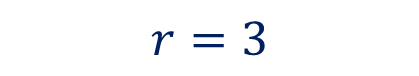 r = 3